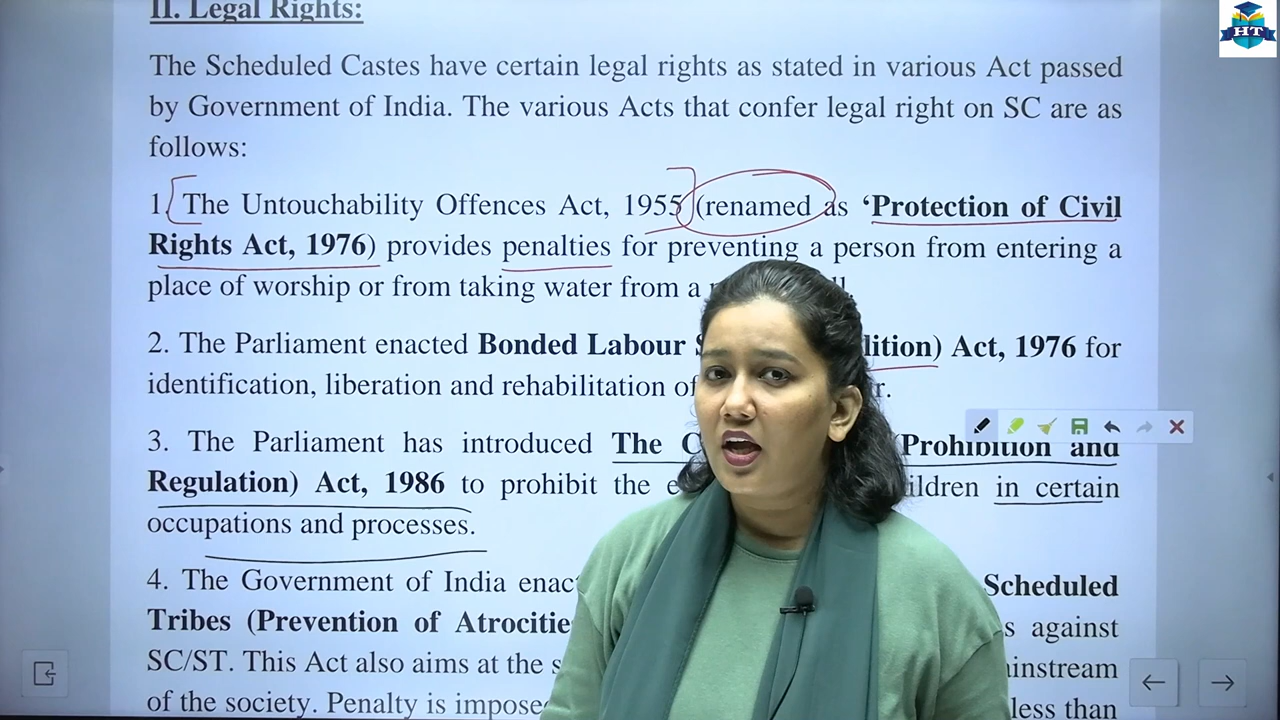 II. Legal Rights:
The Scheduled Castes have certain legal rights as stated in various Act passed
by Government of India. The various Acts that confer legal right on SC are as
follows:
1. The Untouchability Offences Act, 1955 (renamed as ‘Protection of Civil
Rights Act, 1976) provides penalties for preventing a person from entering a
place of worship or from taking water from a
2. The Parliament enacted Bonded Labour Act, 1976 for
identification, liberation and rehabilitation of
3. The Parliament has introduced The (Prohibition and
Regulation) Act, 1986 to prohibit the in certain
occupations and processes.
4. The Government of India Scheduled
Tribes (Prevention of against
SC/ST. This Act also aims at the
of the society. Penalty is less than
HT